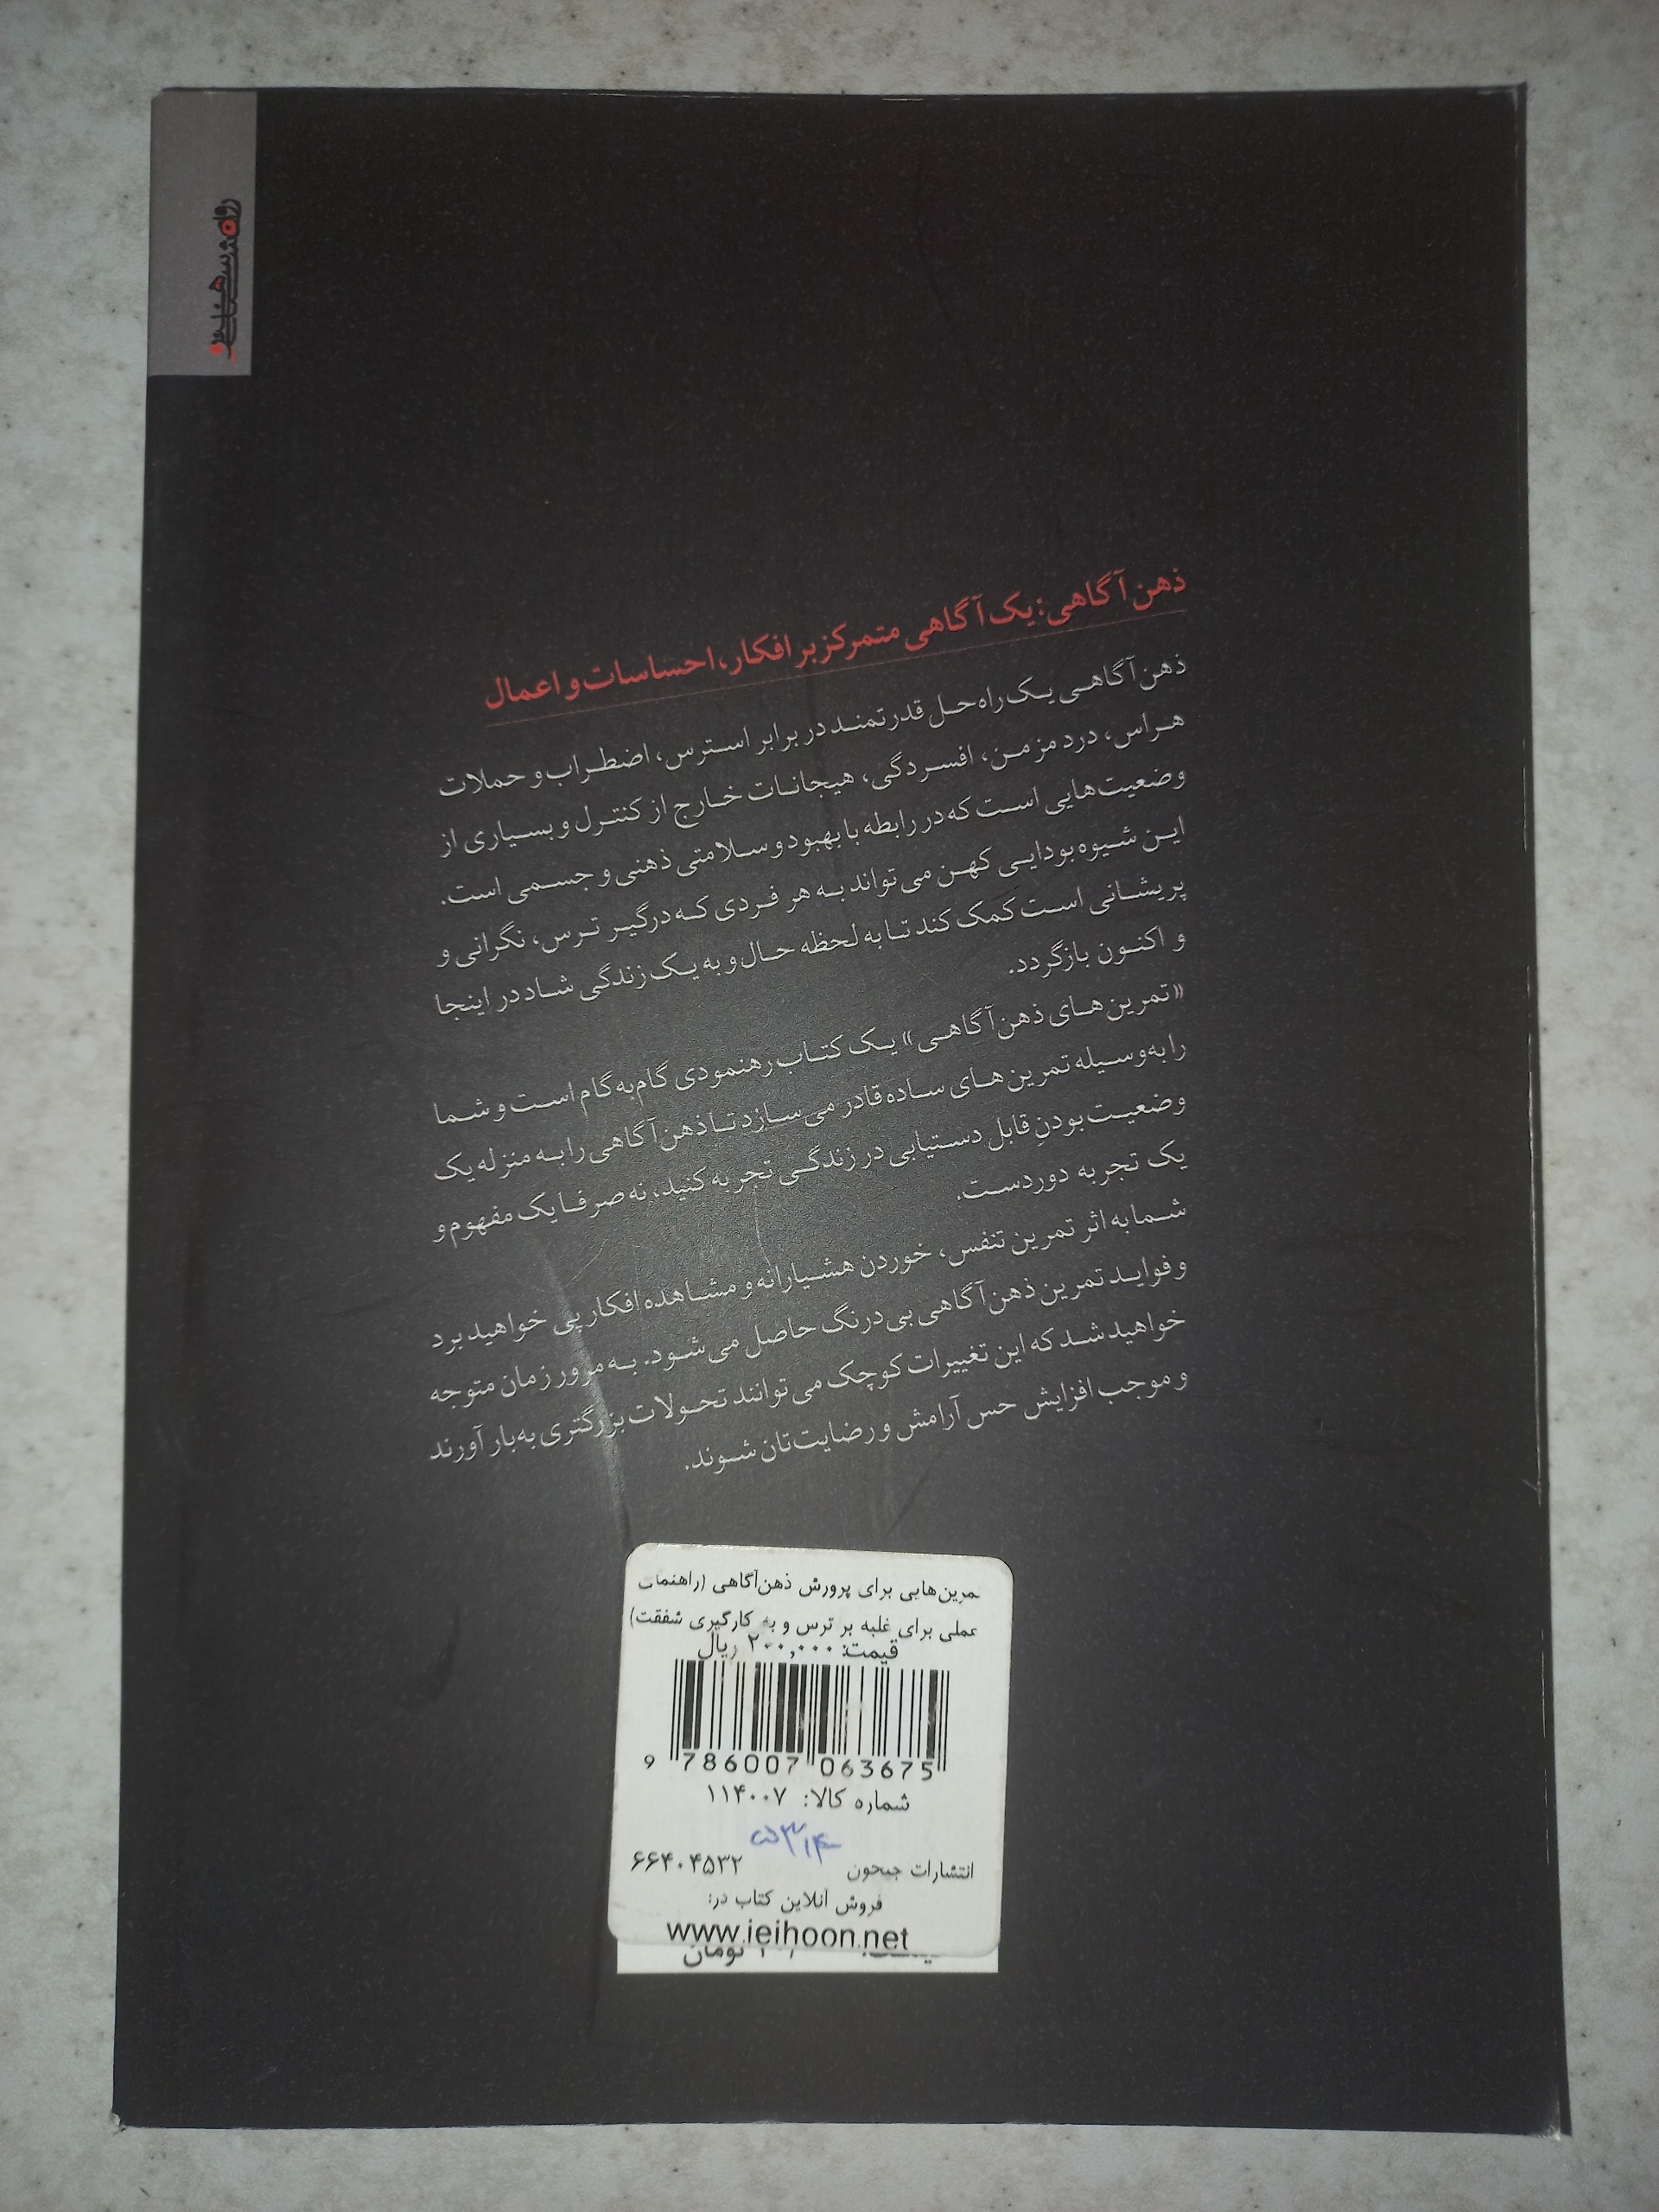 روان‌شناسی هنر
ذهن‌آگاهی: یک آگاهی متمرکز بر افکار، احساسات و اعمال
ذهن‌آگاهی یک راه‌حل قدرتمند در برابر استرس، اضطراب و حملات
هراس، درد مزمن، افسردگی، هیجانات خارج از کنترل و بسیاری از
وضعیت‌هایی است که در رابطه با بهبود و سلامتی ذهنی و جسمی است.
این شیوه بودایی کهن می‌تواند به هر فردی که درگیر ترس، نگرانی و
پریشانی است کمک کند تا به لحظه حال و به یک زندگی شاد در اینجا
و اکنون بازگردد.
«تمرین‌های ذهن‌آگاهی» یک کتاب رهنمودی گام‌به‌گام است و شما
را به‌وسیله تمرین‌های ساده قادر می‌سازد تا ذهن‌آگاهی را به منزله یک
وضعیت بودنِ قابل دستیابی در زندگی تجربه کنید، نه صرفا یک مفهوم و
یک تجربه دوردست.
شما به اثر تمرین تنفس، خوردن هشیارانه و مشاهده افکار پی خواهید برد
و فواید تمرین ذهن‌آگاهی بی‌درنگ حاصل می‌شود. به مرور زمان متوجه
خواهید شد که این تغییرات کوچک می‌توانند تحولات بزرگتری به‌بار آورند
و موجب افزایش حس آرامش و رضایت‌تان شوند.
تمرین‌هایی برای پرورش ذهن‌آگاهی (راهنمای
عملی برای غلبه بر ترس و به کارگیری شفقت)
قیمت: ۲۰۰,۰۰۰ ریال
9 786007 063675
شماره کالا: ۱۱۴۰۰۷
انتشارات جیحون ۶۶۴۰۴۵۳۲
فروش آنلاین کتاب در:
www.jeihoon.net
تومان